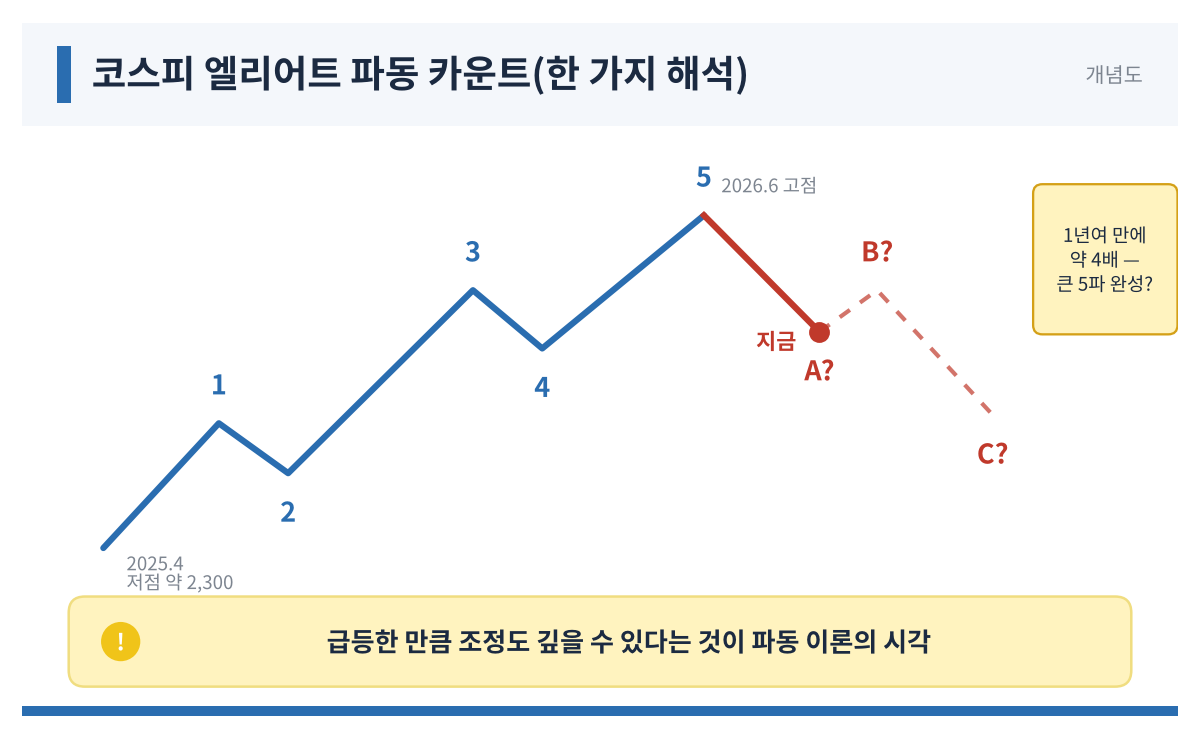 코스피 엘리어트 파동 카운트(한 가지 해석)
개념도
5
2026.6 고점
3
B?
1년여 만에
약 4배 —
큰 5파 완성?
지금
A?
1
4
C?
2
2025.4
저점 약 2,300
!
급등한 만큼 조정도 깊을 수 있다는 것이 파동 이론의 시각